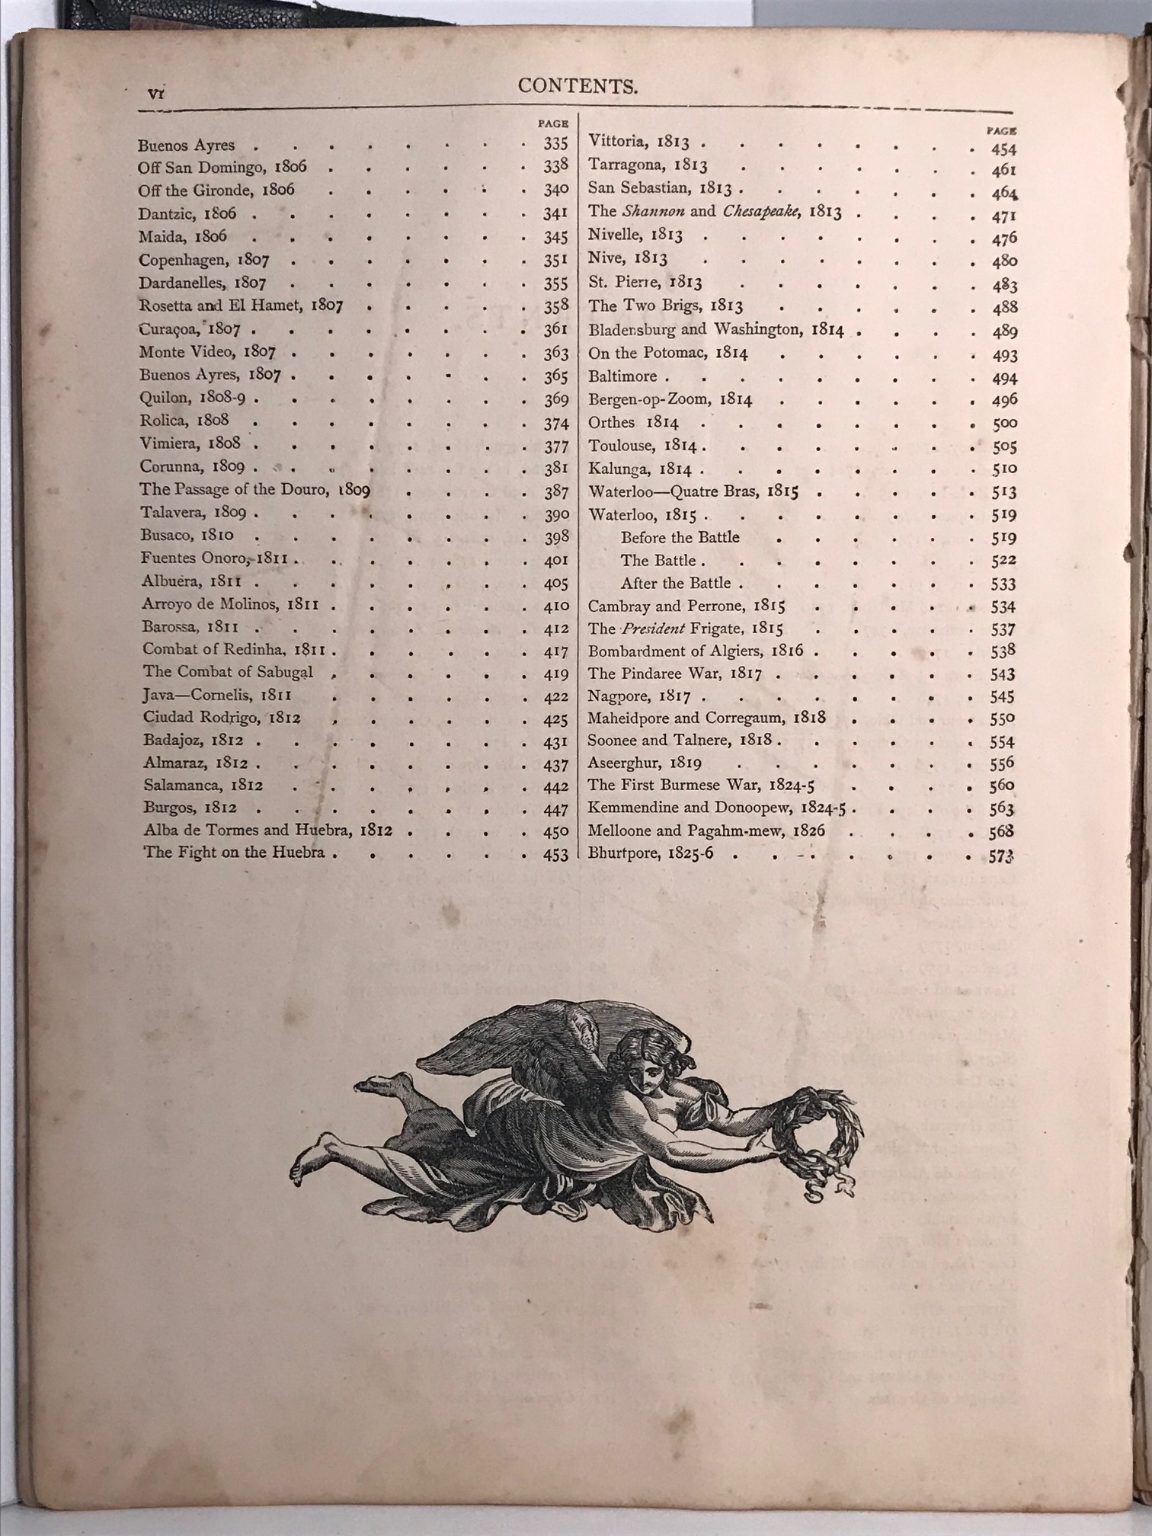 vi
CONTENTS.
PAGE
Buenos Ayres . . . . . . . . 335
Off San Domingo, 1806 . . . . . . 338
Off the Gironde, 1806 . . . . . . 340
Dantzic, 1806 . . . . . . . . 341
Maida, 1806 . . . . . . . . 345
Copenhagen, 1807 . . . . . . . 351
Dardanelles, 1807 . . . . . . . 355
Rosetta and El Hamet, 1807 . . . . . 358
Curaçoa, 1807 . . . . . . . . 361
Monte Video, 1807 . . . . . . . 363
Buenos Ayres, 1807 . . . . . . . 365
Quilon, 1808-9 . . . . . . . . 369
Rolica, 1808 . . . . . . . . 374
Vimiera, 1808 . . . . . . . . 377
Corunna, 1809 . . . . . . . . 381
The Passage of the Douro, 1809 . . . . 387
Talavera, 1809 . . . . . . . . 390
Busaco, 1810 . . . . . . . . 398
Fuentes Onoro, 1811 . . . . . . . 401
Albuera, 1811 . . . . . . . . 405
Arroyo de Molinos, 1811 . . . . . . 410
Barossa, 1811 . . . . . . . . 412
Combat of Redinha, 1811 . . . . . . 417
The Combat of Sabugal . . . . . . 419
Java—Cornelis, 1811 . . . . . . 422
Ciudad Rodrigo, 1812 . . . . . . 425
Badajoz, 1812 . . . . . . . . 431
Almaraz, 1812 . . . . . . . . 437
Salamanca, 1812 . . . . . . . 442
Burgos, 1812 . . . . . . . . 447
Alba de Tormes and Huebra, 1812 . . . . 450
The Fight on the Huebra . . . . . . 453
PAGE
Vittoria, 1813 . . . . . . . . 454
Tarragona, 1813 . . . . . . . 461
San Sebastian, 1813 . . . . . . . 464
The Shannon and Chesapeake, 1813 . . . . 471
Nivelle, 1813 . . . . . . . . 476
Nive, 1813 . . . . . . . . 480
St. Pierre, 1813 . . . . . . . 483
The Two Brigs, 1813 . . . . . . 488
Bladensburg and Washington, 1814 . . . . 489
On the Potomac, 1814 . . . . . . 493
Baltimore . . . . . . . . . 494
Bergen-op-Zoom, 1814 . . . . . . 496
Orthes 1814 . . . . . . . . 500
Toulouse, 1814 . . . . . . . . 505
Kalunga, 1814 . . . . . . . . 510
Waterloo—Quatre Bras, 1815 . . . . . 513
Waterloo, 1815 . . . . . . . . 519
Before the Battle . . . . . . 519
The Battle . . . . . . . . 522
After the Battle . . . . . . . 533
Cambray and Perrone, 1815 . . . . . 534
The President Frigate, 1815 . . . . . 537
Bombardment of Algiers, 1816 . . . . . 538
The Pindaree War, 1817 . . . . . . 543
Nagpore, 1817 . . . . . . . . 545
Maheidpore and Corregaum, 1818 . . . . 550
Soonee and Talnere, 1818 . . . . . . 554
Aseerghur, 1819 . . . . . . . 556
The First Burmese War, 1824-5 . . . . 560
Kemmendine and Donoopew, 1824-5 . . . . 563
Melloone and Pagahm-mew, 1826 . . . . 568
Bhurtpore, 1825-6 . . . . . . . 573